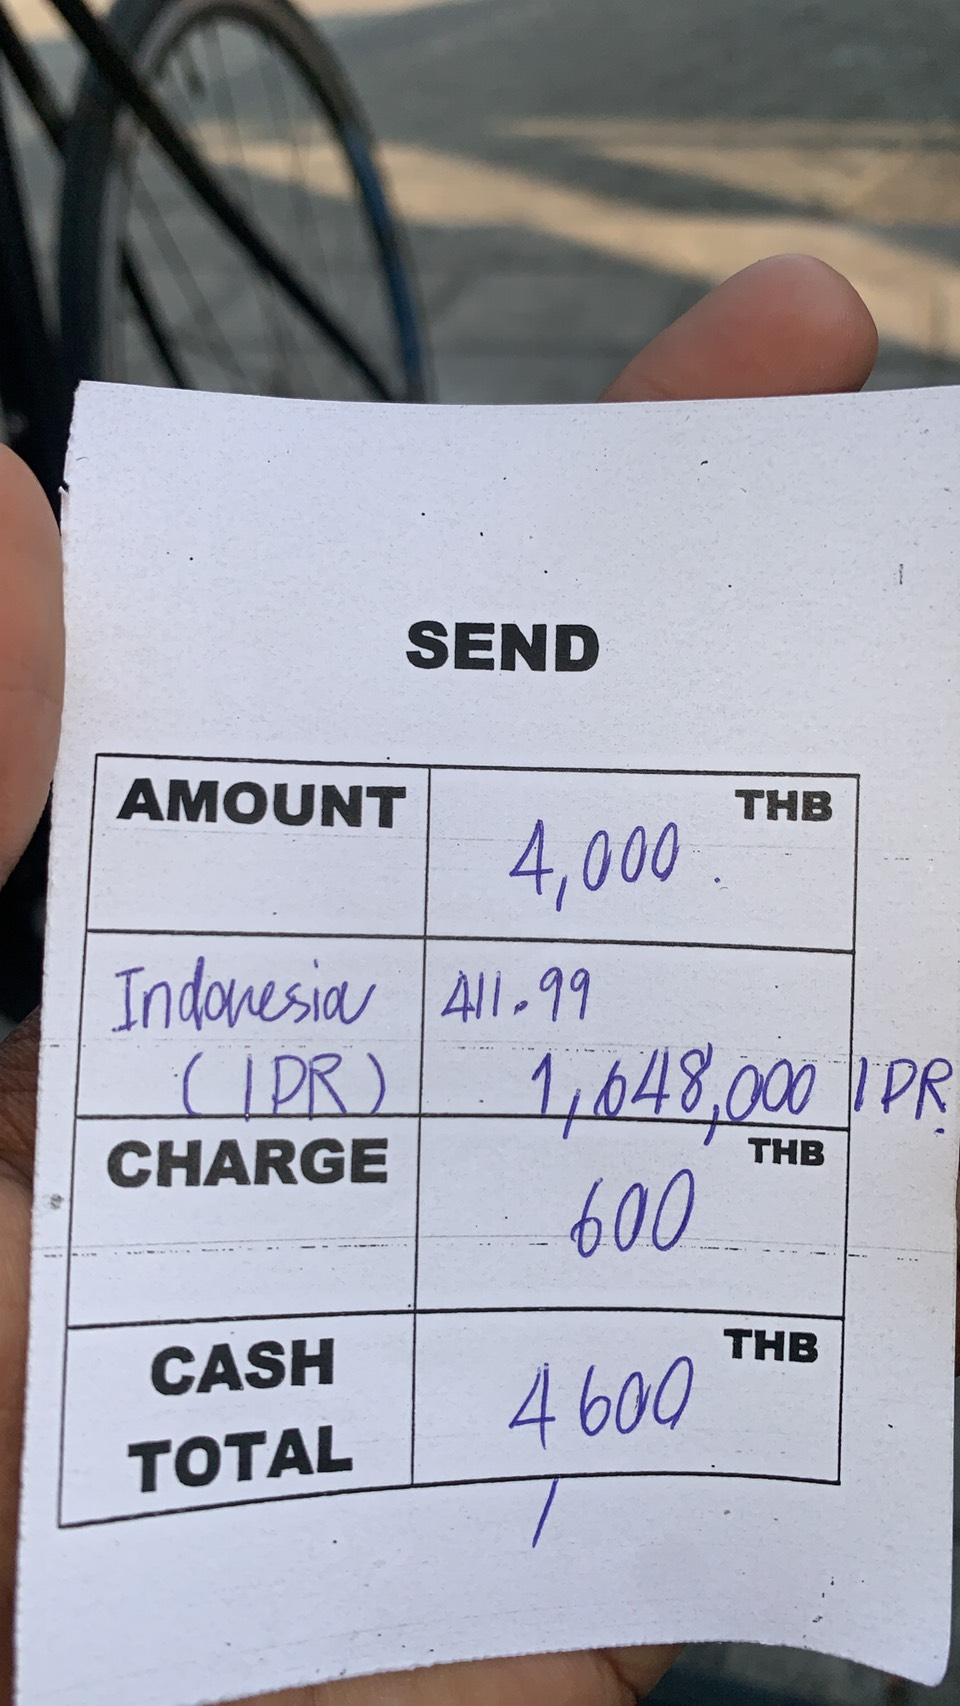 SEND
AMOUNT
THB
4,000.
Indonesia
411.99
(IDR)
1,648,000 IDR.
CHARGE
THB
600
CASH
TOTAL
THB
4600